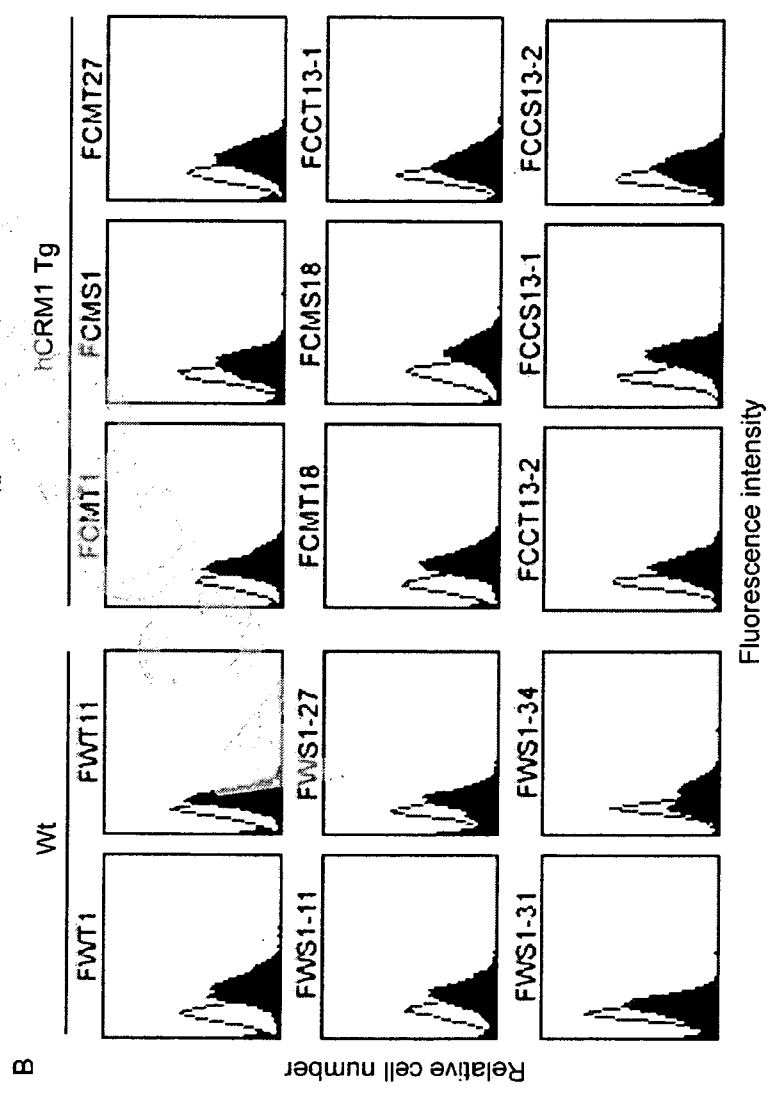 B
Wt
hCRM1 Tg
FWT1
FWT11
FCMT1
FCMS1
FCMT27
FWS1-11
FWS1-27
FCMT18
FCMS18
FCCT13-1
FWS1-31
FWS1-34
FCCT13-2
FCCS13-1
FCCS13-2
Relative cell number
Fluorescence intensity